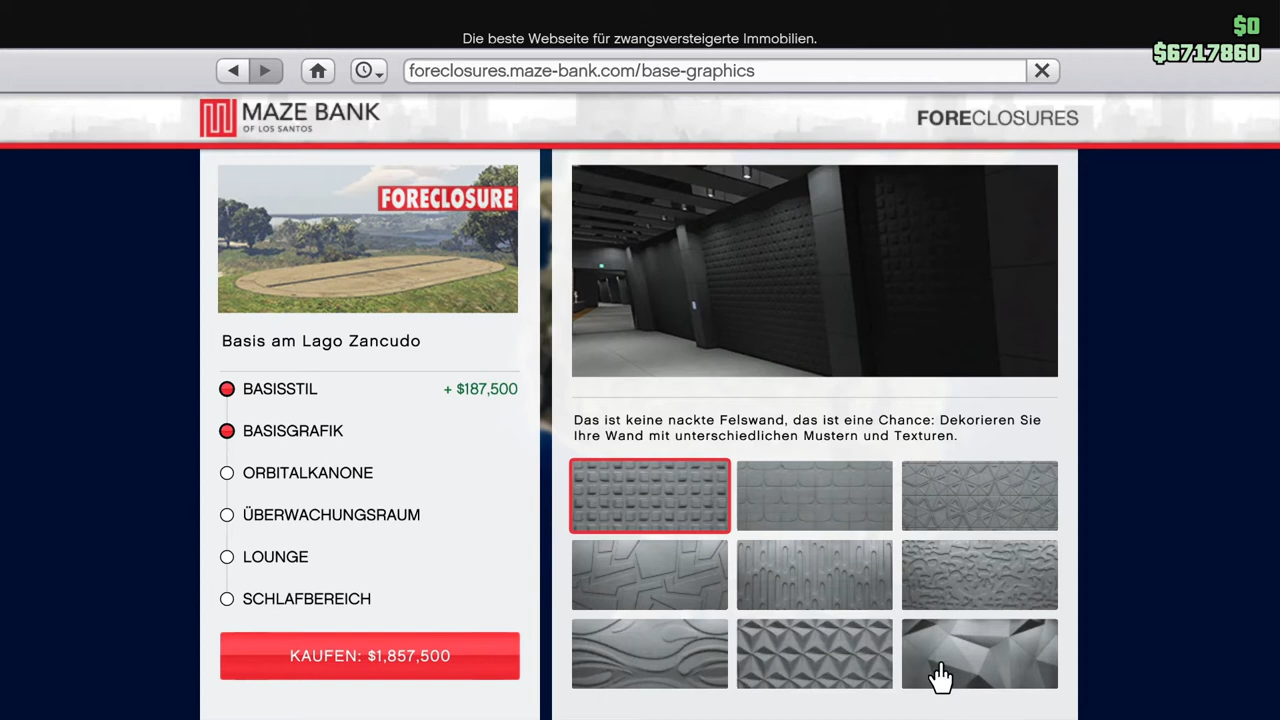 $0
Die beste Webseite für zwangsversteigerte Immobilien.
$6717860
foreclosures.maze-bank.com/base-graphics
MAZE BANK
OF LOS SANTOS
FORECLOSURES
FORECLOSURE
Basis am Lago Zancudo
BASISSTIL + $187,500
BASISGRAFIK
ORBITALKANONE
ÜBERWACHUNGSRAUM
LOUNGE
SCHLAFBEREICH
KAUFEN: $1,857,500
Das ist keine nackte Felswand, das ist eine Chance: Dekorieren Sie
Ihre Wand mit unterschiedlichen Mustern und Texturen.